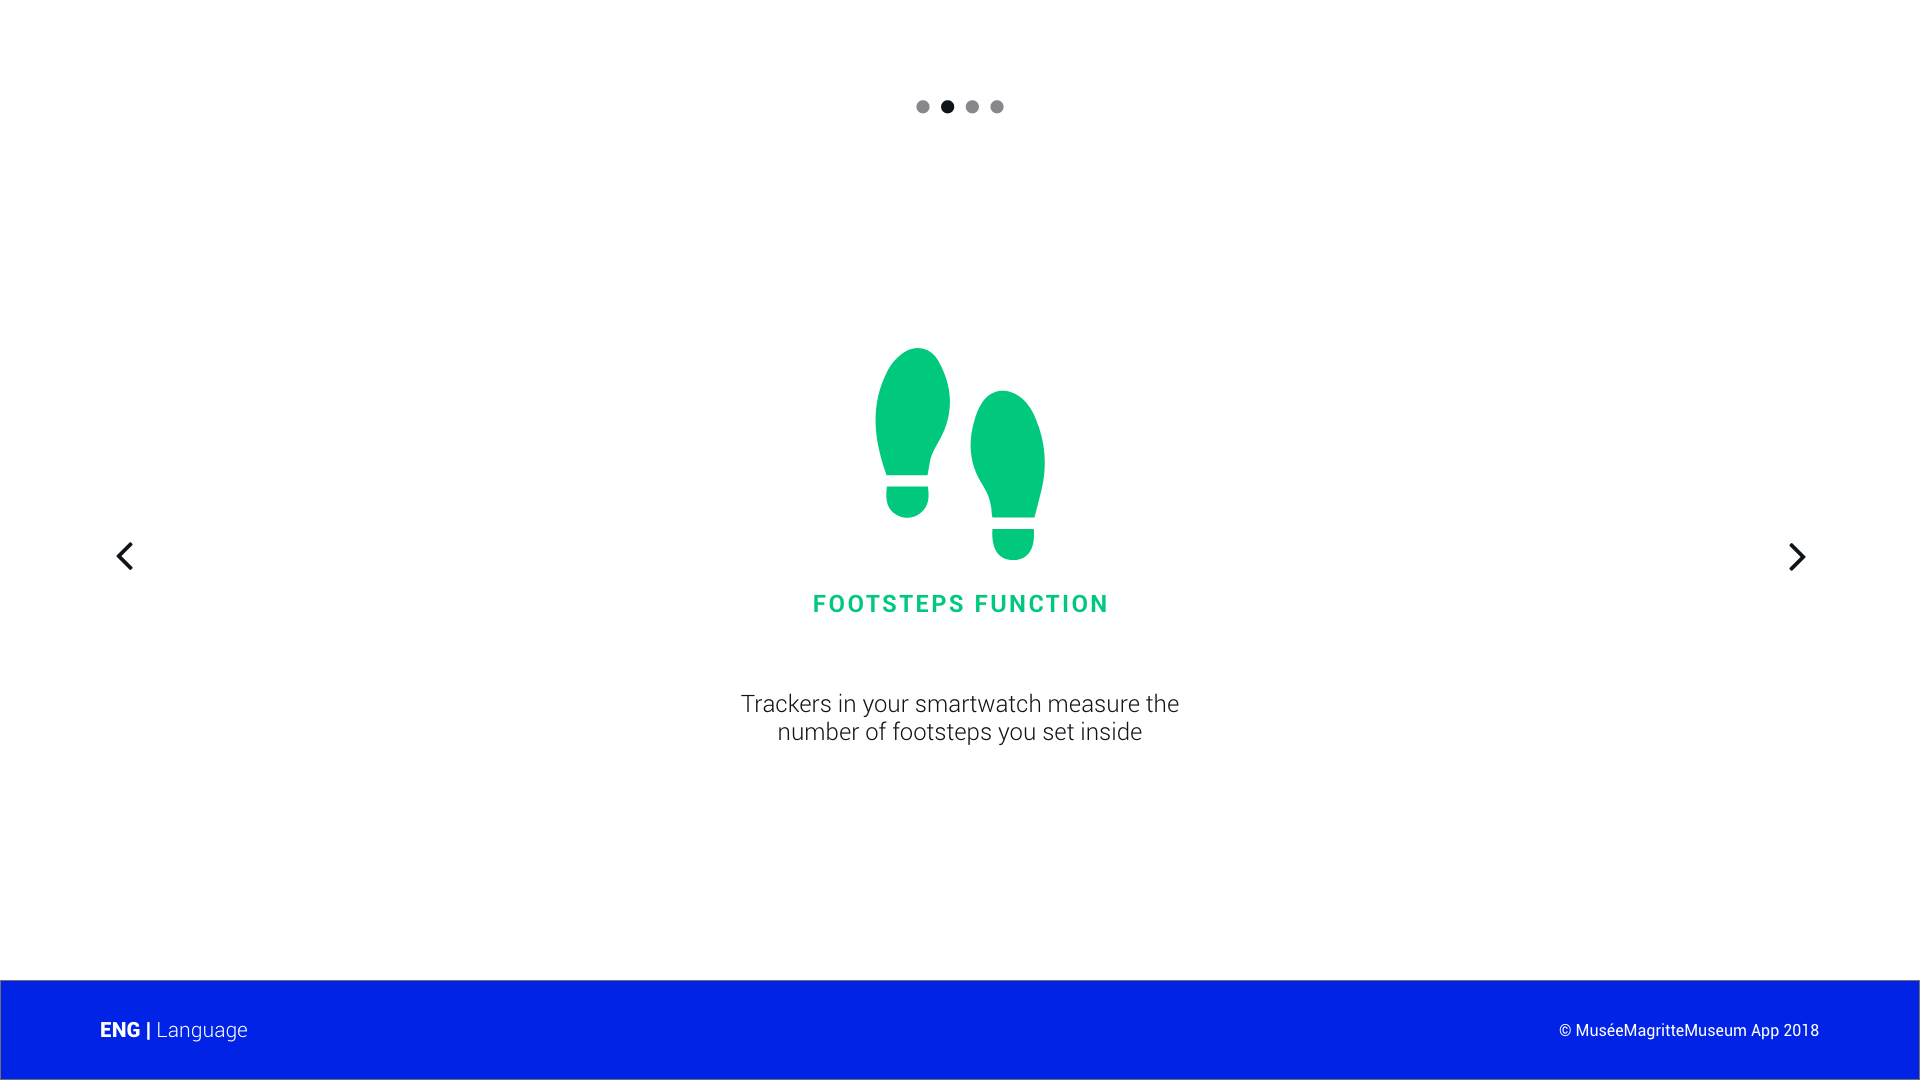 FOOTSTEPS FUNCTION
Trackers in your smartwatch measure the
number of footsteps you set inside
ENG | Language
© MuséeMagritteMuseum App 2018